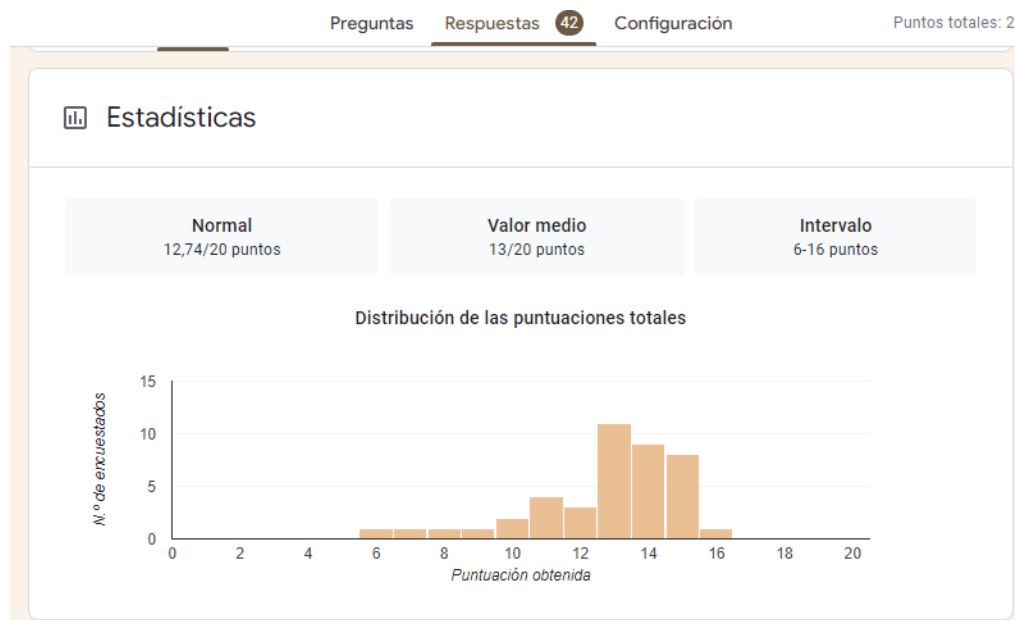 Preguntas Respuestas 42 Configuración Puntos totales: 2
Estadísticas
Normal Valor medio Intervalo
12,74/20 puntos 13/20 puntos 6-16 puntos
Distribución de las puntuaciones totales
15
10
5
0
N.º de encuestados
0 2 4 6 8 10 12 14 16 18 20
Puntuación obtenida